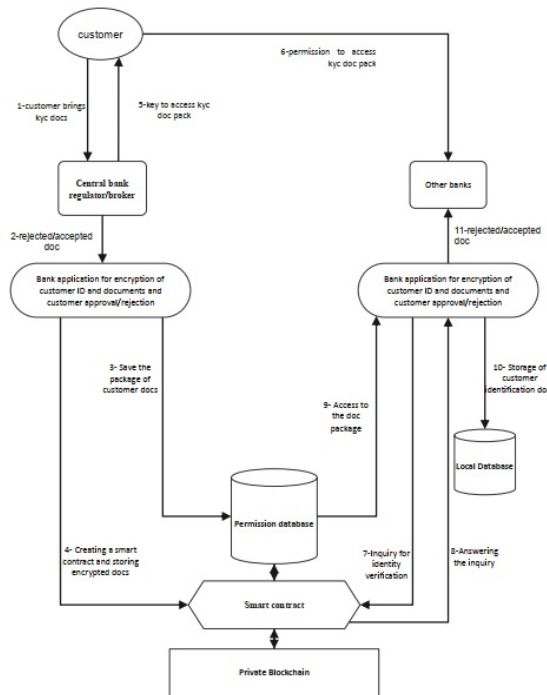 customer
6-permission to access
kyc doc pack
1-customer brings
kyc docs
5-key to access kyc
doc pack
Central bank
regulator/broker
Other banks
2-rejected/accepted
doc
11-rejected/accepted
doc
Bank application for encryption of
customer ID and documents and
customer approval/rejection
Bank application for encryption of
customer ID and documents and
customer approval/rejection
3- Save the
package of
customer docs
10- Storage of
customer
identification do
9- Access to
the doc
package
Local Database
Permission database
4- Creating a smart
contract and storing
encrypted docs
7-Inquiry for
identity
verification
8-Answering
the inquiry
Smart contract
Private Blockchain